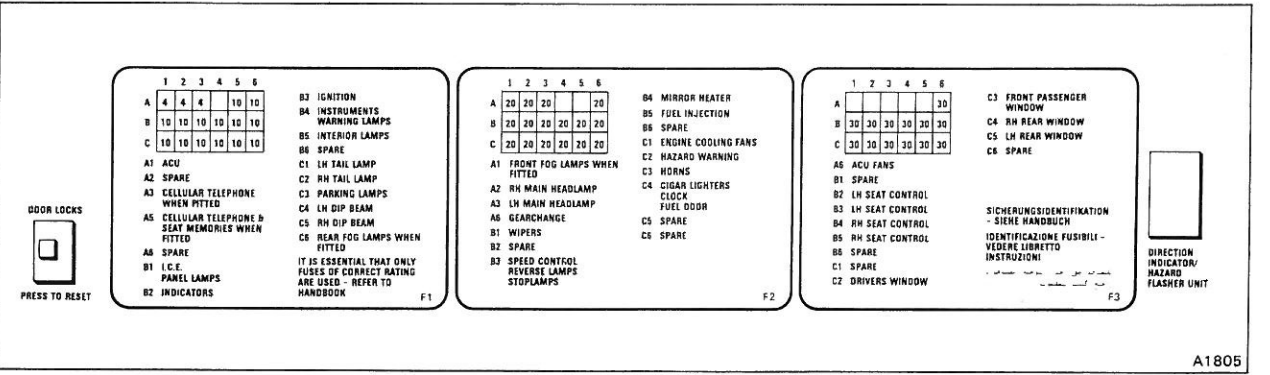 DOOR LOCKS
PRESS TO RESET
1 2 3 4 5 6
A 4 4 4 10 10
B 10 10 10 10 10 10
C 10 10 10 10 10 10
A1 ACU
A2 SPARE
A3 CELLULAR TELEPHONE
WHEN FITTED
A5 CELLULAR TELEPHONE &
SEAT MEMORIES WHEN
FITTED
A6 SPARE
B1 I.C.E.
PANEL LAMPS
B2 INDICATORS
B3 IGNITION
B4 INSTRUMENTS
WARNING LAMPS
B5 INTERIOR LAMPS
B6 SPARE
C1 LH TAIL LAMP
C2 RH TAIL LAMP
C3 PARKING LAMPS
C4 LH DIP BEAM
C5 RH DIP BEAM
C6 REAR FOG LAMPS WHEN
FITTED
IT IS ESSENTIAL THAT ONLY
FUSES OF CORRECT RATING
ARE USED - REFER TO
HANDBOOK
F1
1 2 3 4 5 6
A 20 20 20 20
B 20 20 20 20 20 20
C 20 20 20 20 20 20
A1 FRONT FOG LAMPS WHEN
FITTED
A2 RH MAIN HEADLAMP
A3 LH MAIN HEADLAMP
A6 GEARCHANGE
B1 WIPERS
B2 SPARE
B3 SPEED CONTROL
REVERSE LAMPS
STOPLAMPS
B4 MIRROR HEATER
B5 FUEL INJECTION
B6 SPARE
C1 ENGINE COOLING FANS
C2 HAZARD WARNING
C3 HORNS
C4 CIGAR LIGHTERS
CLOCK
FUEL DOOR
C5 SPARE
C6 SPARE
F2
1 2 3 4 5 6
A 30
B 30 30 30 30 30 30
C 30 30 30 30 30 30
A6 ACU FANS
B1 SPARE
B2 LH SEAT CONTROL
B3 LH SEAT CONTROL
B4 RH SEAT CONTROL
B5 RH SEAT CONTROL
B6 SPARE
C1 SPARE
C2 DRIVERS WINDOW
C3 FRONT PASSENGER
WINDOW
C4 RH REAR WINDOW
C5 LH REAR WINDOW
C6 SPARE
SICHERUNGSIDENTIFIKATION
- SIEHE HANDBUCH
IDENTIFICAZIONE FUSIBILI -
VEDERE LIBRETTO
INSTRUZIONI
F3
DIRECTION
INDICATOR/
HAZARD
FLASHER UNIT
A1805